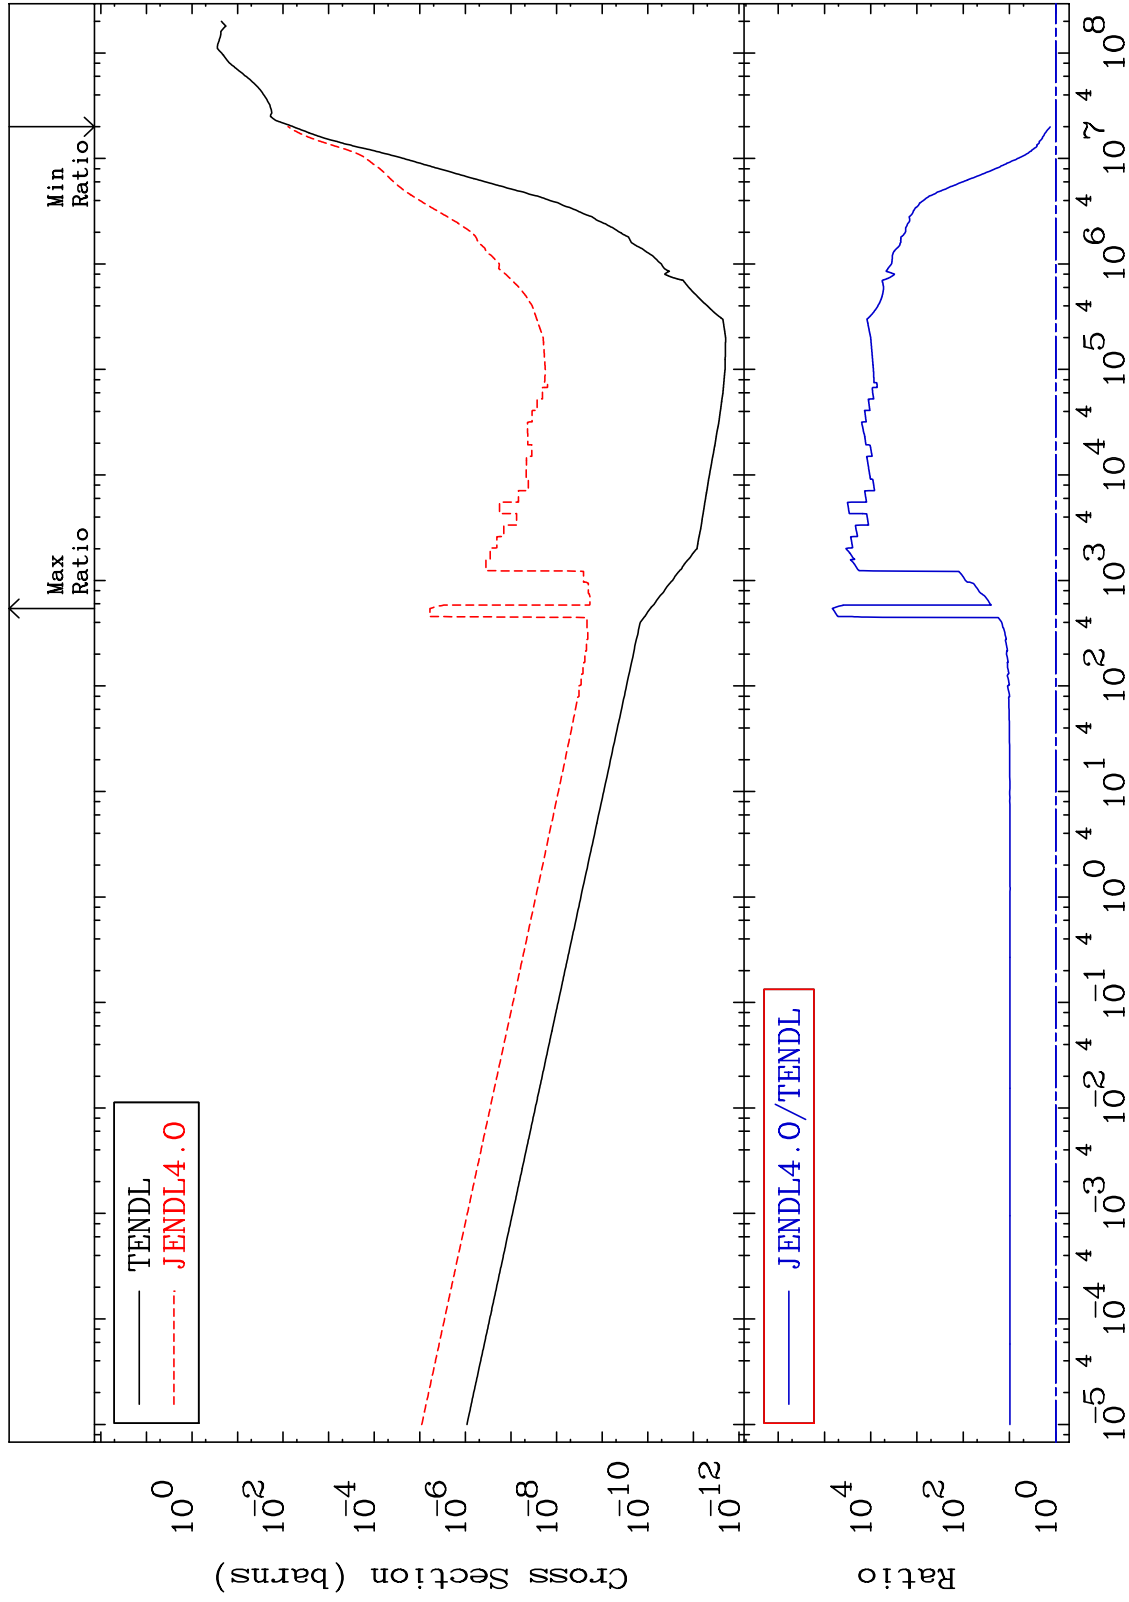 Max
Ratio
Min
Ratio
TENDL
JENDL4.0
Cross Section (barns)
10^0
10^-2
10^-4
10^-6
10^-8
10^-10
10^-12
JENDL4.0/TENDL
Ratio
10^4
10^2
10^0
10^-5 4 10^-4 4 10^-3 4 10^-2 4 10^-1 4 10^0 4 10^1 4 10^2 4 10^3 4 10^4 4 10^5 4 10^6 4 10^7 4 10^8